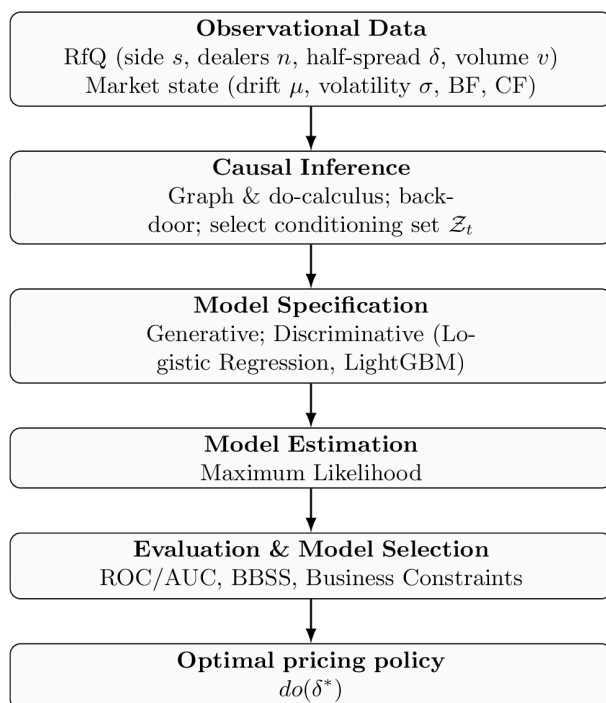 Observational Data
RfQ (side s, dealers n, half-spread δ, volume v)
Market state (drift μ, volatility σ, BF, CF)
Causal Inference
Graph & do-calculus; back-
door; select conditioning set 𝒵ₜ
Model Specification
Generative; Discriminative (Lo-
gistic Regression, LightGBM)
Model Estimation
Maximum Likelihood
Evaluation & Model Selection
ROC/AUC, BBSS, Business Constraints
Optimal pricing policy
do(δ*)